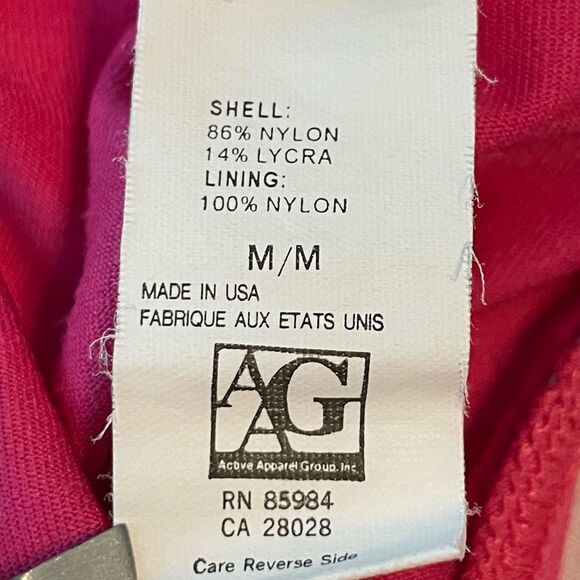 SHELL:
86% NYLON
14% LYCRA
LINING:
100% NYLON
M/M
MADE IN USA
FABRIQUE AUX ETATS UNIS
AAG
Active Apparel Group, Inc.
RN 85984
CA 28028
Care Reverse Side